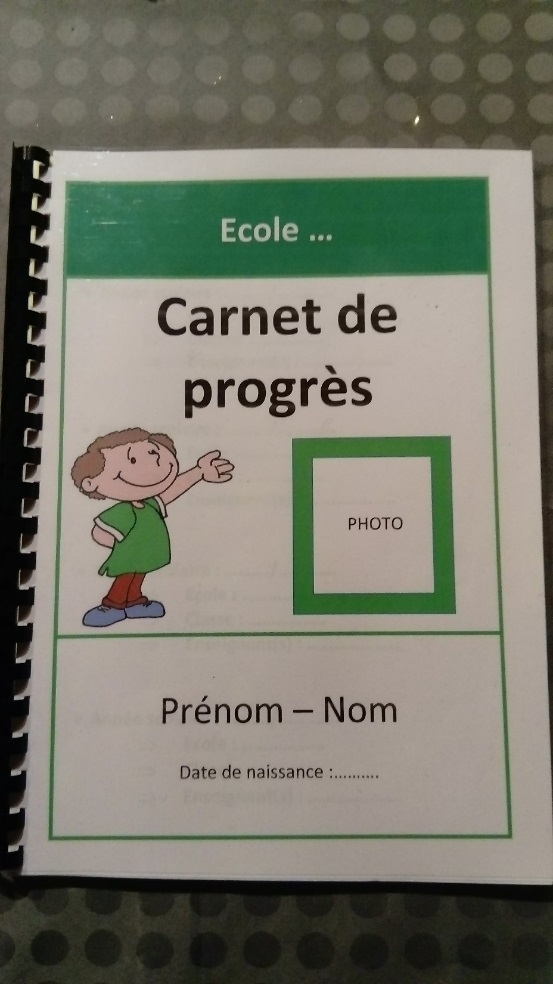 Ecole ...
Carnet de
progrès
PHOTO
Prénom – Nom
Date de naissance :..........